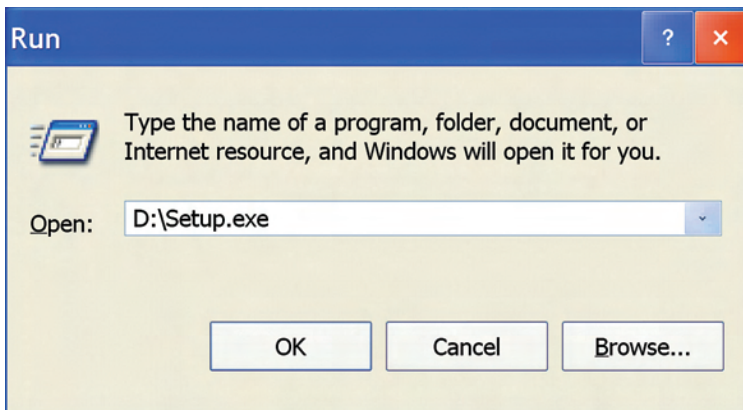 Run
Type the name of a program, folder, document, or
Internet resource, and Windows will open it for you.
Open: D:\Setup.exe
OK Cancel Browse...